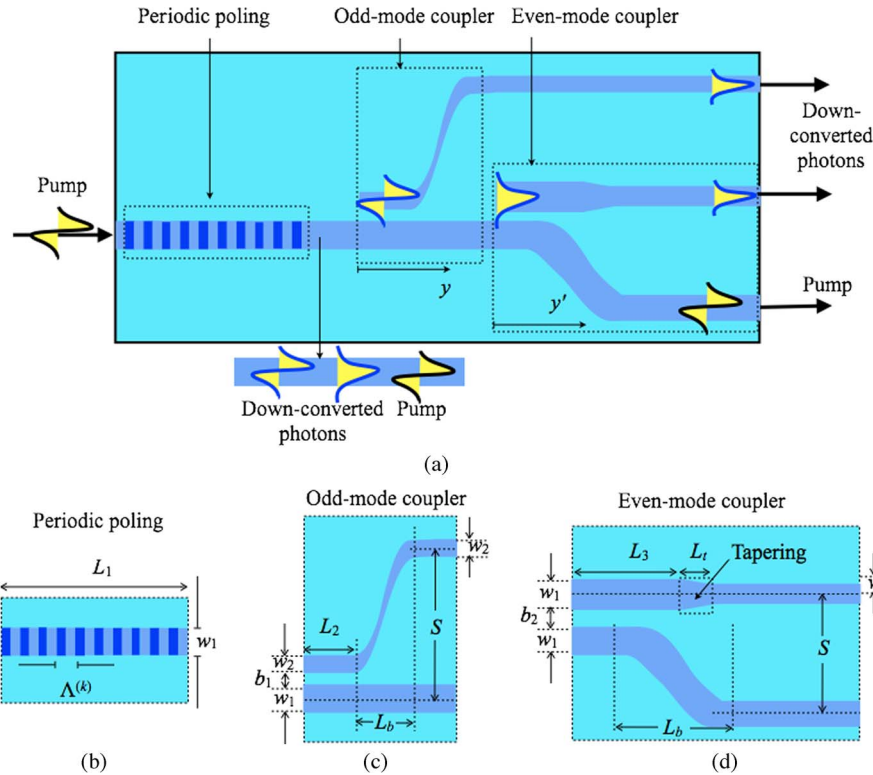 Periodic poling
Odd-mode coupler
Even-mode coupler
Pump
Down-
converted
photons
y
y′
Pump
Down-converted
photons
Pump
(a)
Periodic poling
L1
w1
Λ(k)
(b)
Odd-mode coupler
w2
L2
S
w2
b1
w1
Lb
(c)
Even-mode coupler
L3
Lt
Tapering
w1
b2
w1
S
Lb
(d)